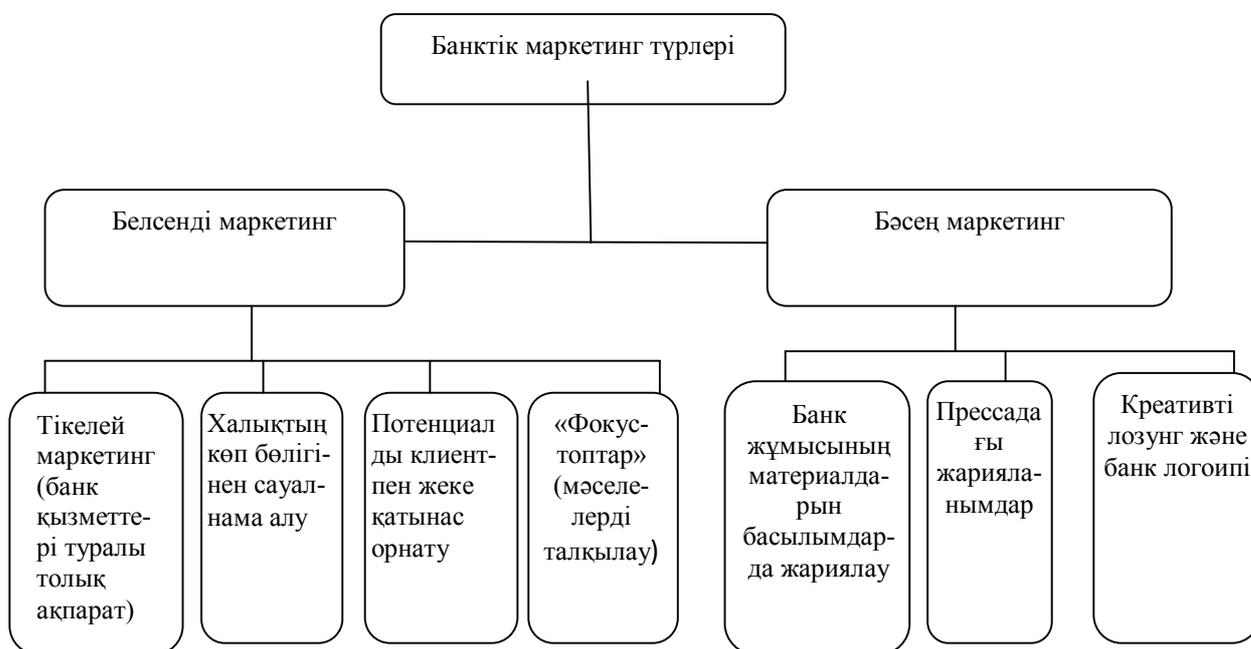 Банктік маркетинг түрлері
Белсенді маркетинг
Бәсең маркетинг
Тікелей
маркетинг
(банк
қызметте-
рі туралы
толық
ақпарат)
Халықтың
көп бөлігі-
нен сауал-
нама алу
Потенциал
ды клиент-
пен жеке
қатынас
орнату
«Фокус-
топтар»
(мәселе-
лерді
талқылау)
Банк
жұмысының
материалда-
рын
басылымдар-
да жариялау
Прессада
ғы
жарияла-
нымдар
Креативті
лозунг және
банк логоипі